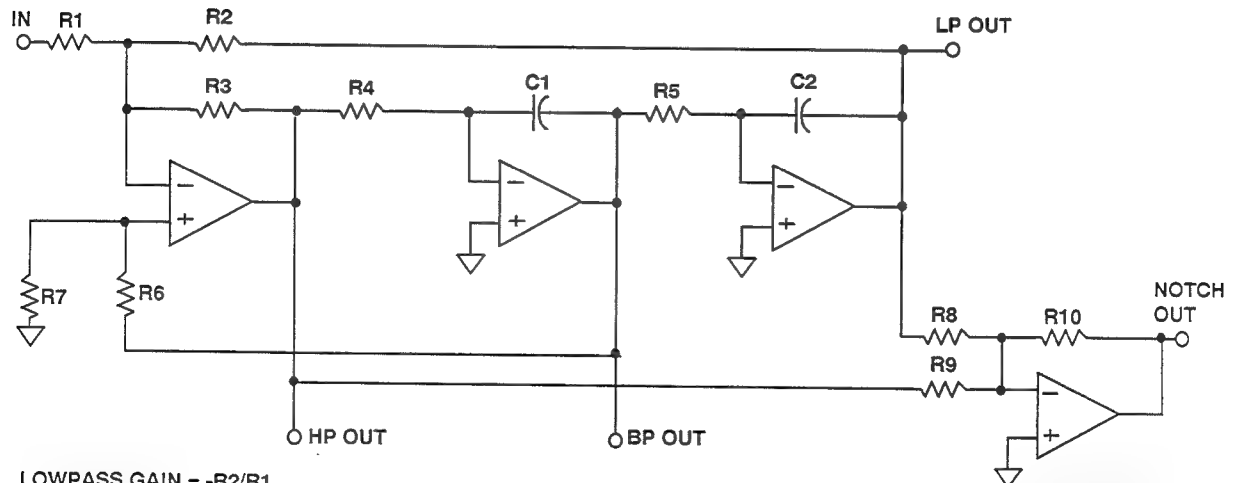 IN
R1
R2
LP OUT
R3
R4
C1
R5
C2
−
+
−
+
−
+
R7
R6
R8
R10
NOTCH
OUT
R9
−
+
HP OUT
BP OUT
LOWPASS GAIN = -R2/R1